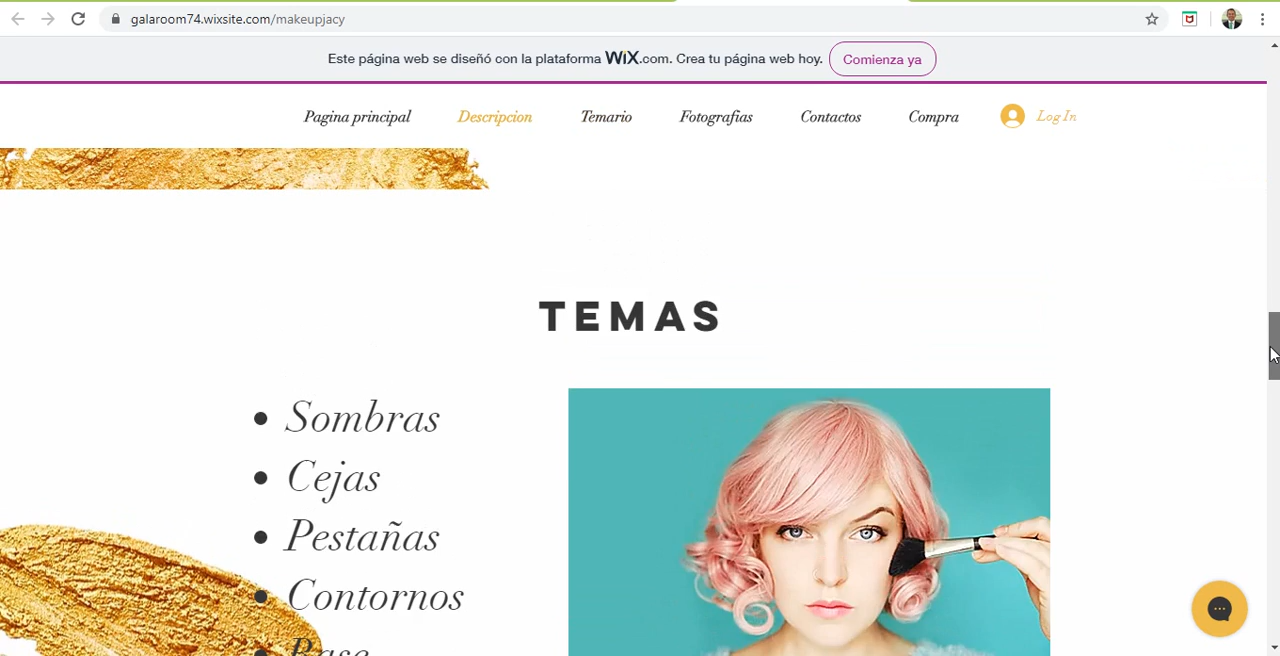 galaroom74.wixsite.com/makeupjacy
Este página web se diseñó con la plataforma WiX.com. Crea tu página web hoy. Comienza ya
Pagina principal Descripcion Temario Fotografias Contactos Compra Log In
TEMAS
Sombras
Cejas
Pestañas
Contornos
Base